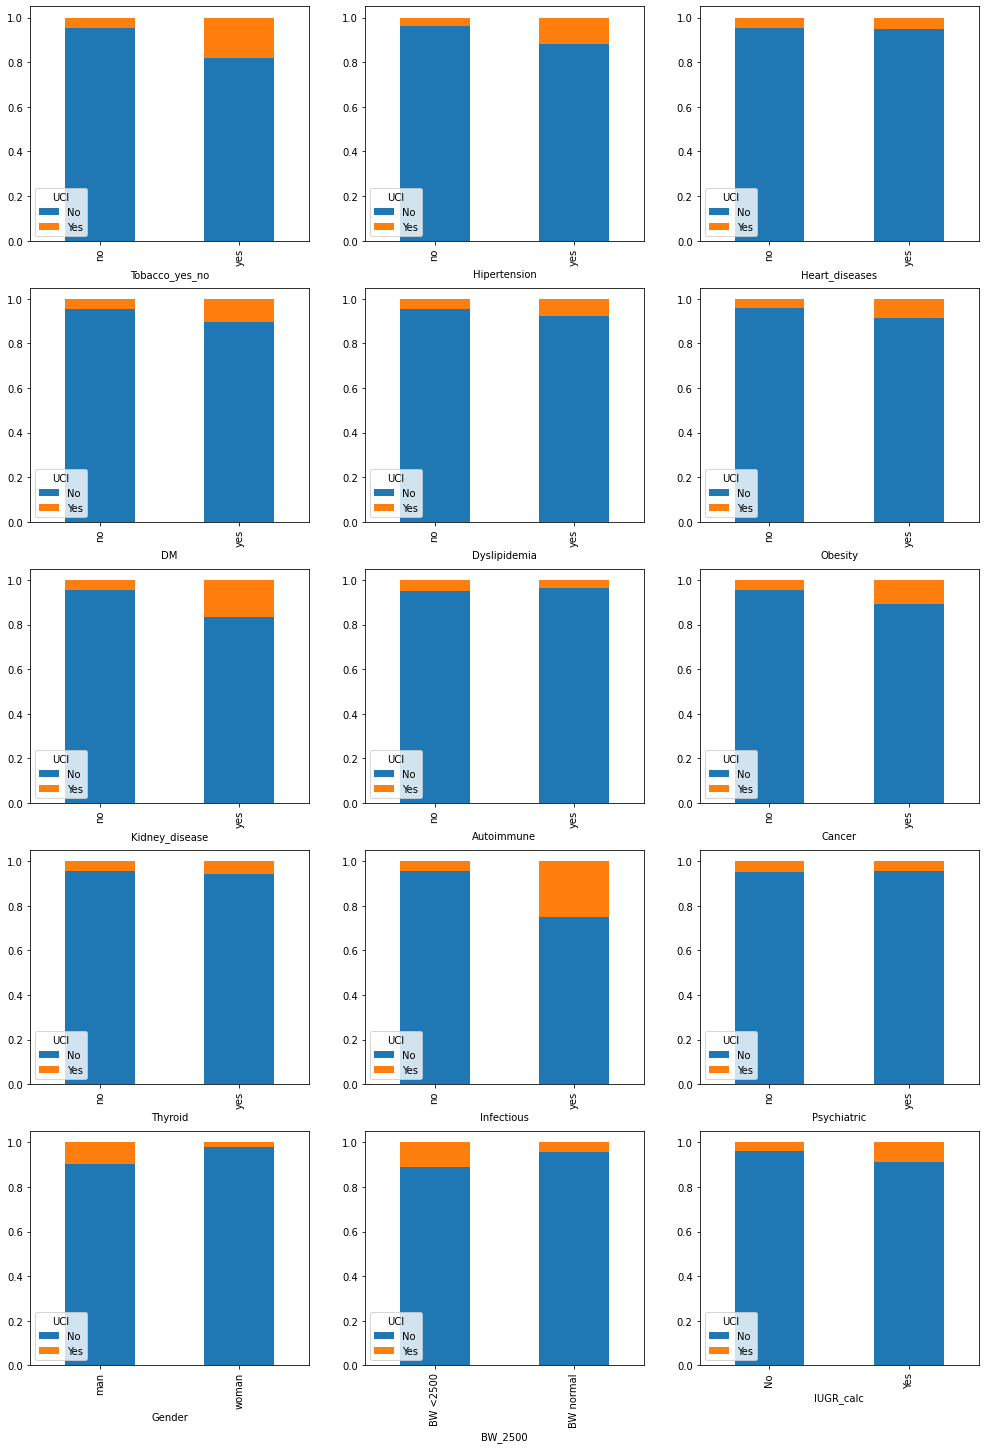 1.0
0.8
0.6
0.4
0.2
0.0
UCI
No
Yes
no
yes
Tobacco_yes_no
1.0
0.8
0.6
0.4
0.2
0.0
UCI
No
Yes
no
yes
Hipertension
1.0
0.8
0.6
0.4
0.2
0.0
UCI
No
Yes
no
yes
Heart_diseases
1.0
0.8
0.6
0.4
0.2
0.0
UCI
No
Yes
no
yes
DM
1.0
0.8
0.6
0.4
0.2
0.0
UCI
No
Yes
no
yes
Dyslipidemia
1.0
0.8
0.6
0.4
0.2
0.0
UCI
No
Yes
no
yes
Obesity
1.0
0.8
0.6
0.4
0.2
0.0
UCI
No
Yes
no
yes
Kidney_disease
1.0
0.8
0.6
0.4
0.2
0.0
UCI
No
Yes
no
yes
Autoimmune
1.0
0.8
0.6
0.4
0.2
0.0
UCI
No
Yes
no
yes
Cancer
1.0
0.8
0.6
0.4
0.2
0.0
UCI
No
Yes
no
yes
Thyroid
1.0
0.8
0.6
0.4
0.2
0.0
UCI
No
Yes
no
yes
Infectious
1.0
0.8
0.6
0.4
0.2
0.0
UCI
No
Yes
no
yes
Psychiatric
1.0
0.8
0.6
0.4
0.2
0.0
UCI
No
Yes
man
woman
Gender
1.0
0.8
0.6
0.4
0.2
0.0
UCI
No
Yes
BW <2500
BW normal
BW_2500
1.0
0.8
0.6
0.4
0.2
0.0
UCI
No
Yes
No
Yes
IUGR_calc